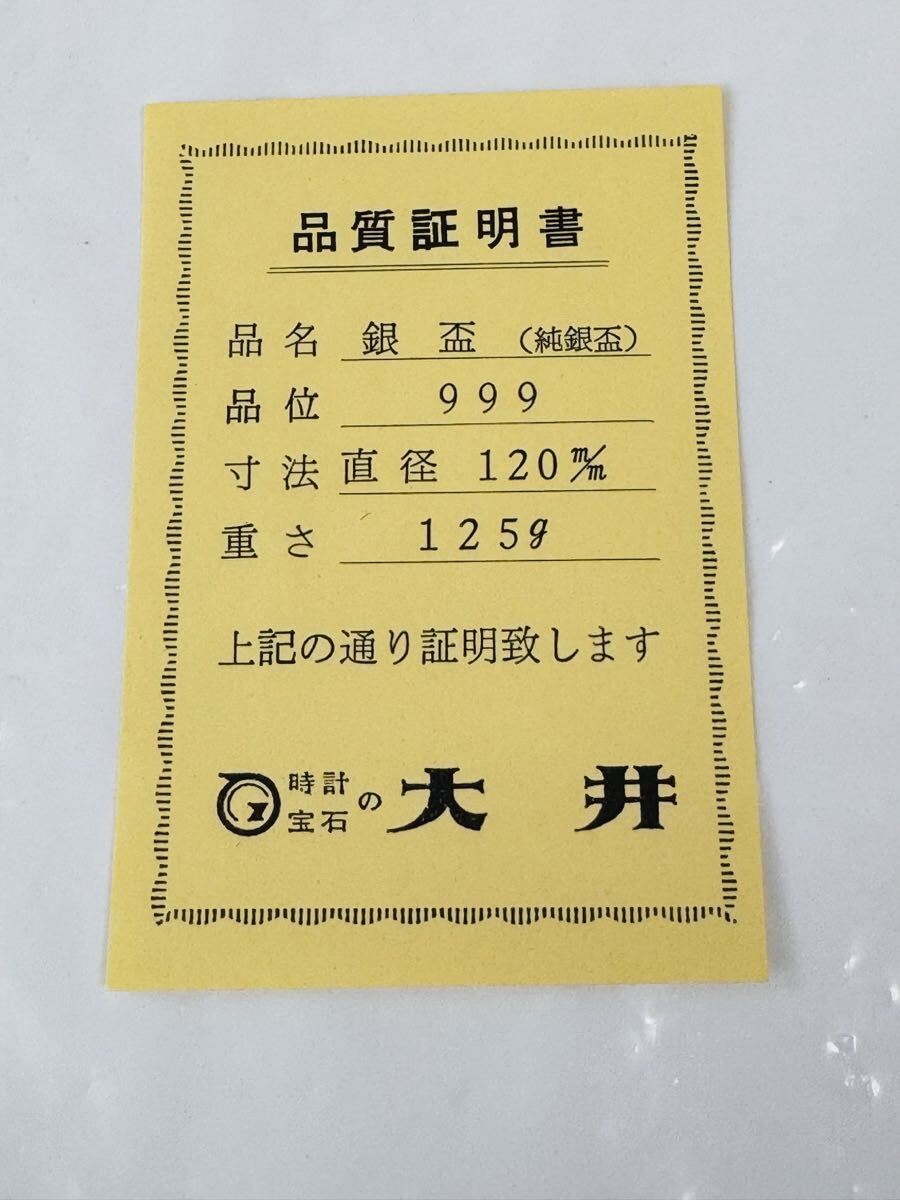 品質証明書
品名 銀盃 (純銀盃)
品位 999
寸法 直径 120m/m
重さ 125g
上記の通り証明致します
時計宝石の大井